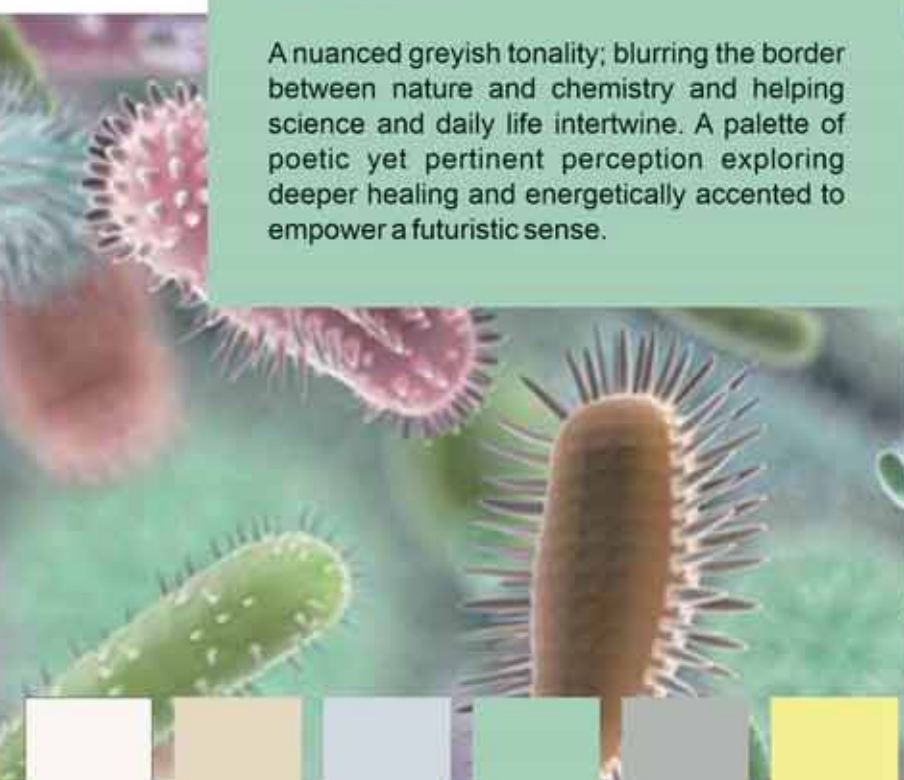 A nuanced greyish tonality; blurring the border
between nature and chemistry and helping
science and daily life intertwine. A palette of
poetic yet pertinent perception exploring
deeper healing and energetically accented to
empower a futuristic sense.